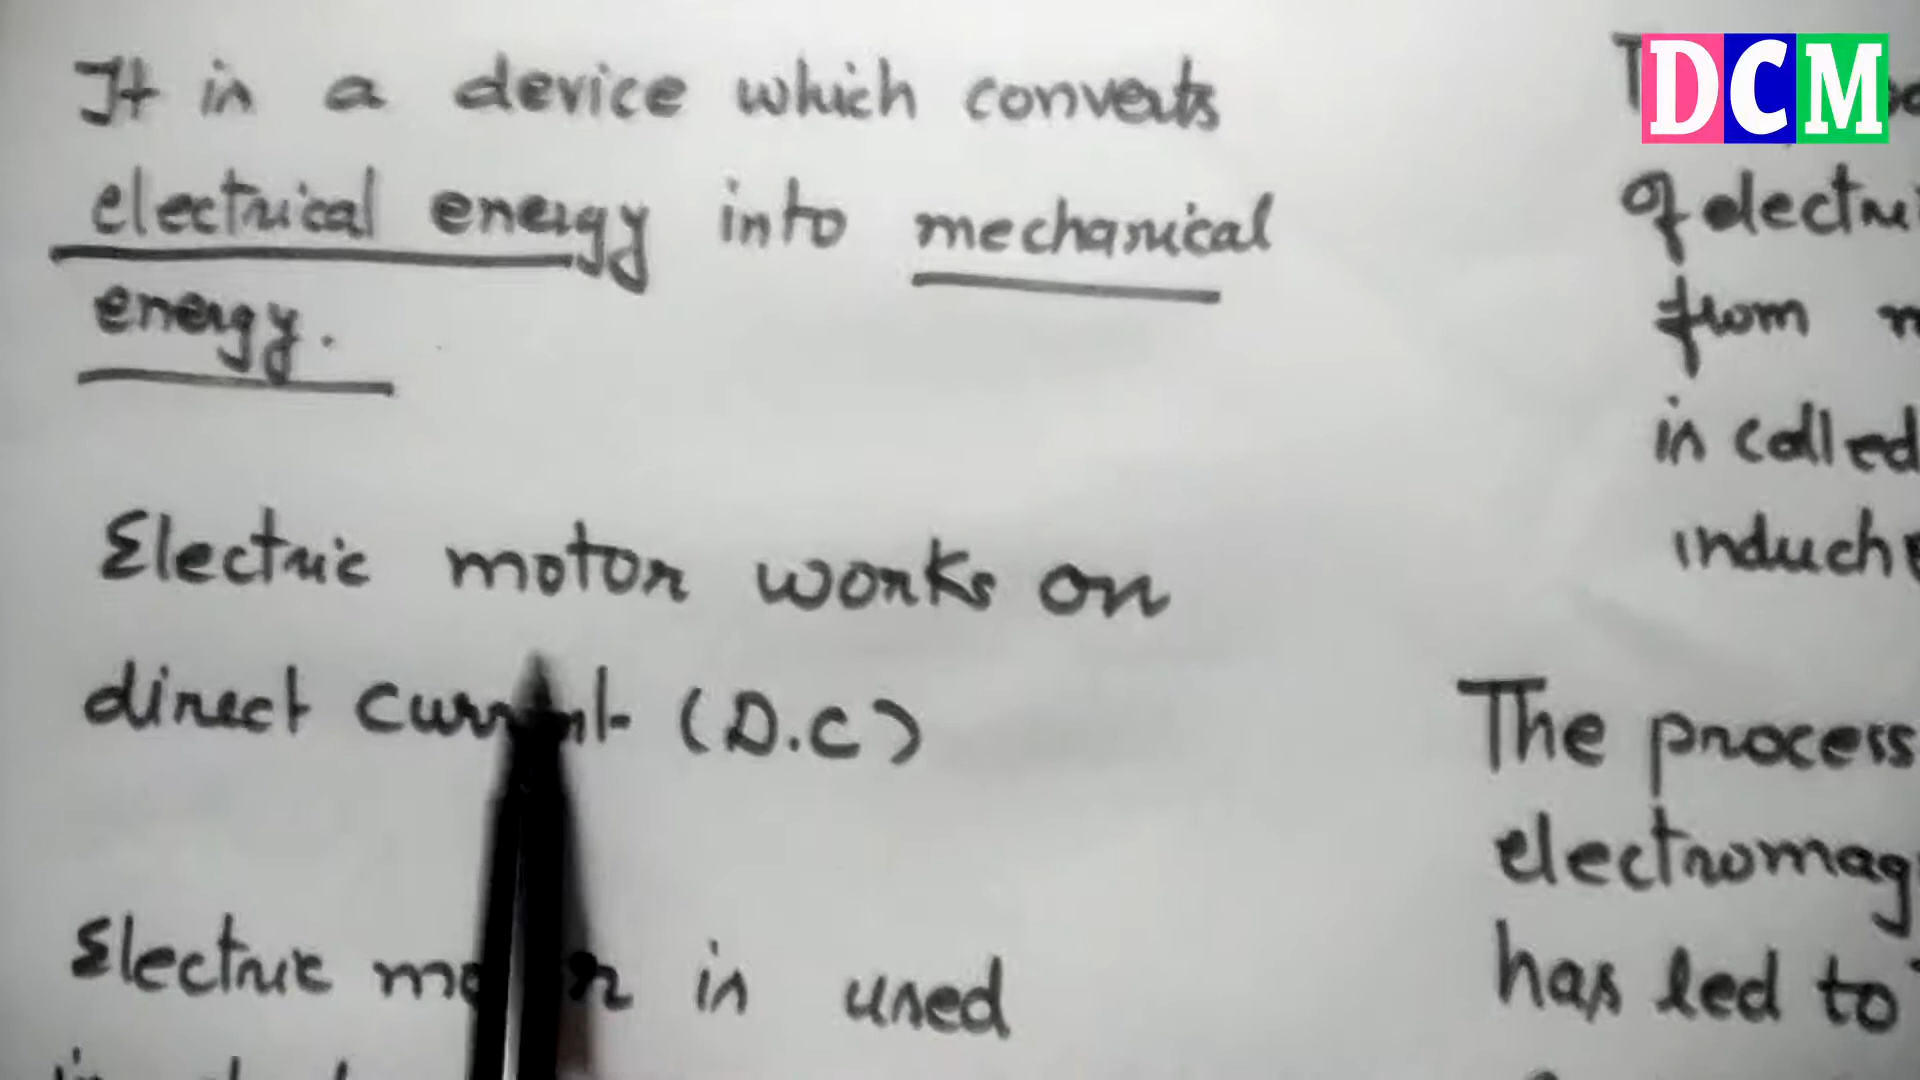 It is a device which converts
electrical energy into mechanical
energy.
Electric motor works on
direct current (D.C)
Electric motor is used
DCM
of electri
from m
is called
inducti
The process
electromag
has led to